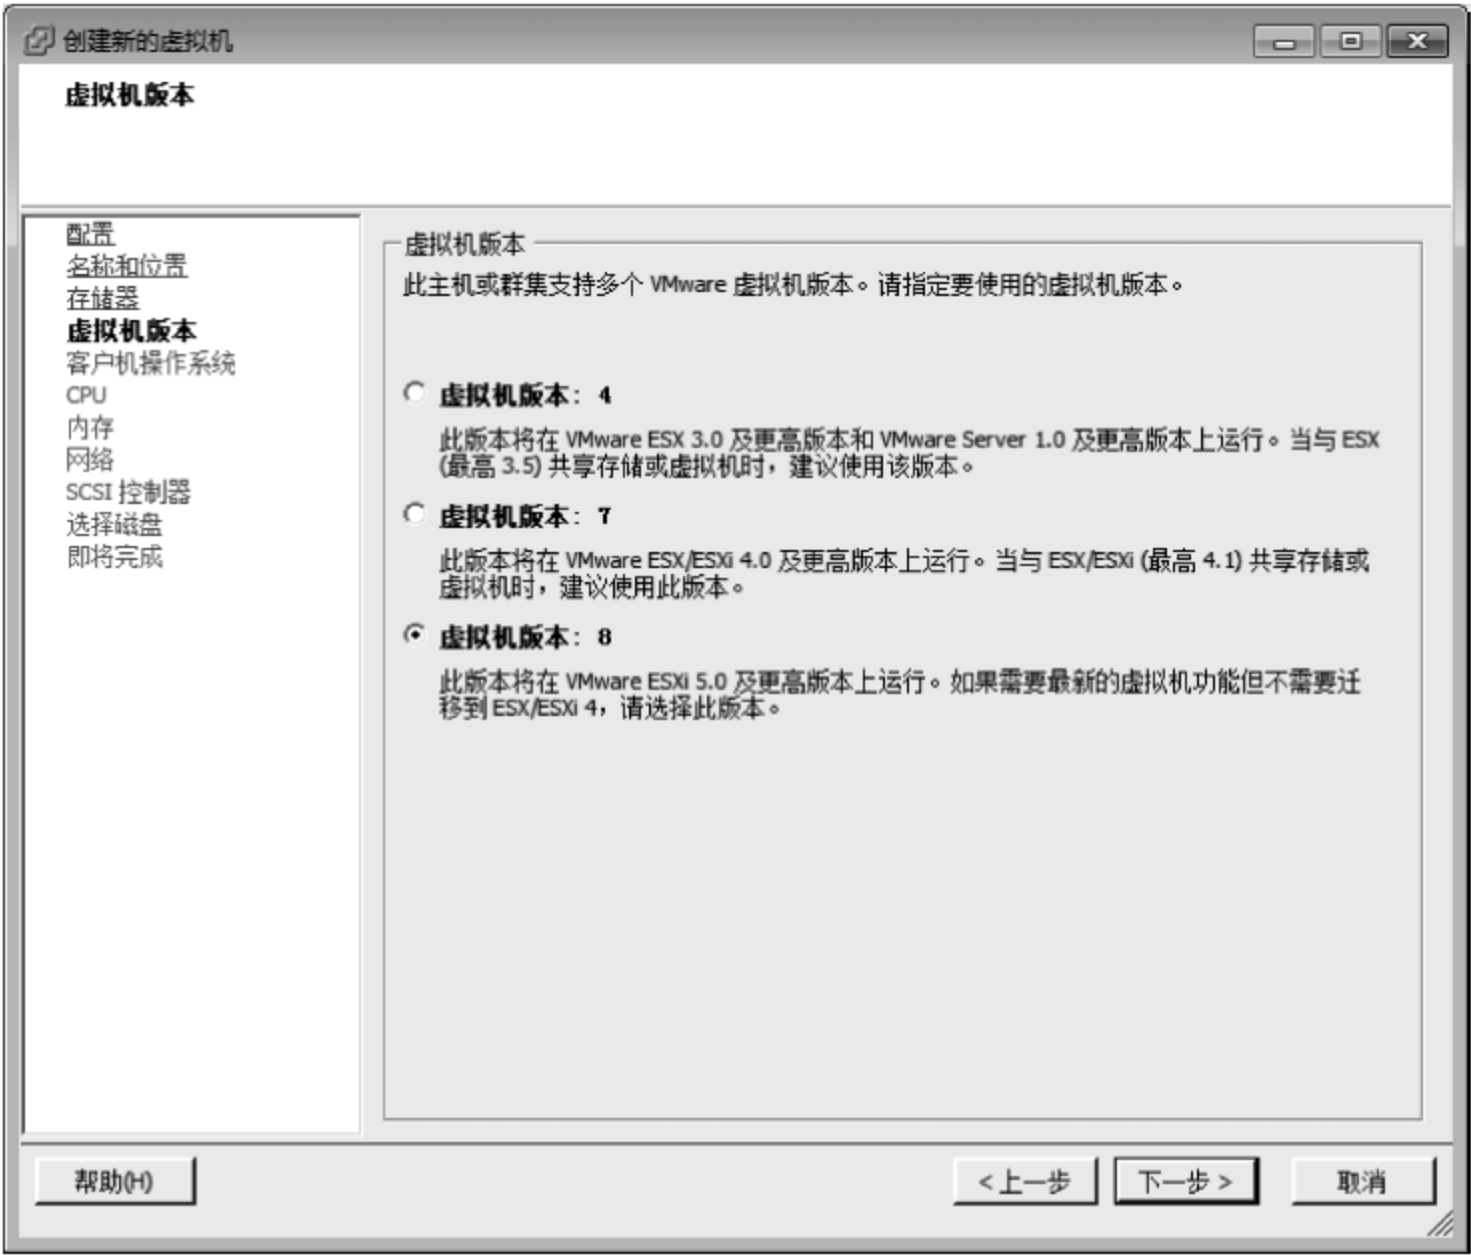 创建新的虚拟机
虚拟机版本
配置
名称和位置
存储器
虚拟机版本
客户机操作系统
CPU
内存
网络
SCSI 控制器
选择磁盘
即将完成
虚拟机版本
此主机或群集支持多个 VMware 虚拟机版本。请指定要使用的虚拟机版本。
虚拟机版本: 4
此版本将在 VMware ESX 3.0 及更高版本和 VMware Server 1.0 及更高版本上运行。当与 ESX
(最高 3.5) 共享存储或虚拟机时，建议使用该版本。
虚拟机版本: 7
此版本将在 VMware ESX/ESXi 4.0 及更高版本上运行。当与 ESX/ESXi (最高 4.1) 共享存储或
虚拟机时，建议使用此版本。
虚拟机版本: 8
此版本将在 VMware ESXi 5.0 及更高版本上运行。如果需要最新的虚拟机功能但不需要迁
移到 ESX/ESXi 4，请选择此版本。
帮助(H)
<上一步
下一步>
取消